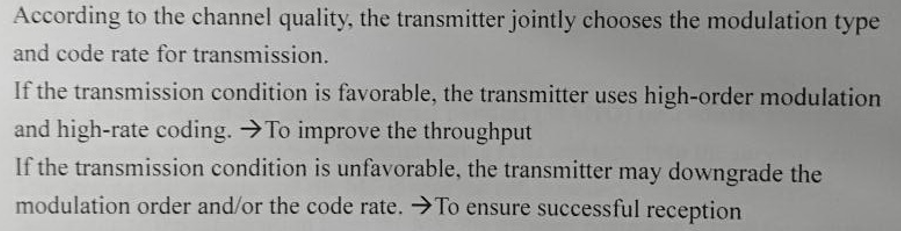 According to the channel quality, the transmitter jointly chooses the modulation type
and code rate for transmission.
If the transmission condition is favorable, the transmitter uses high-order modulation
and high-rate coding. →To improve the throughput
If the transmission condition is unfavorable, the transmitter may downgrade the
modulation order and/or the code rate. →To ensure successful reception